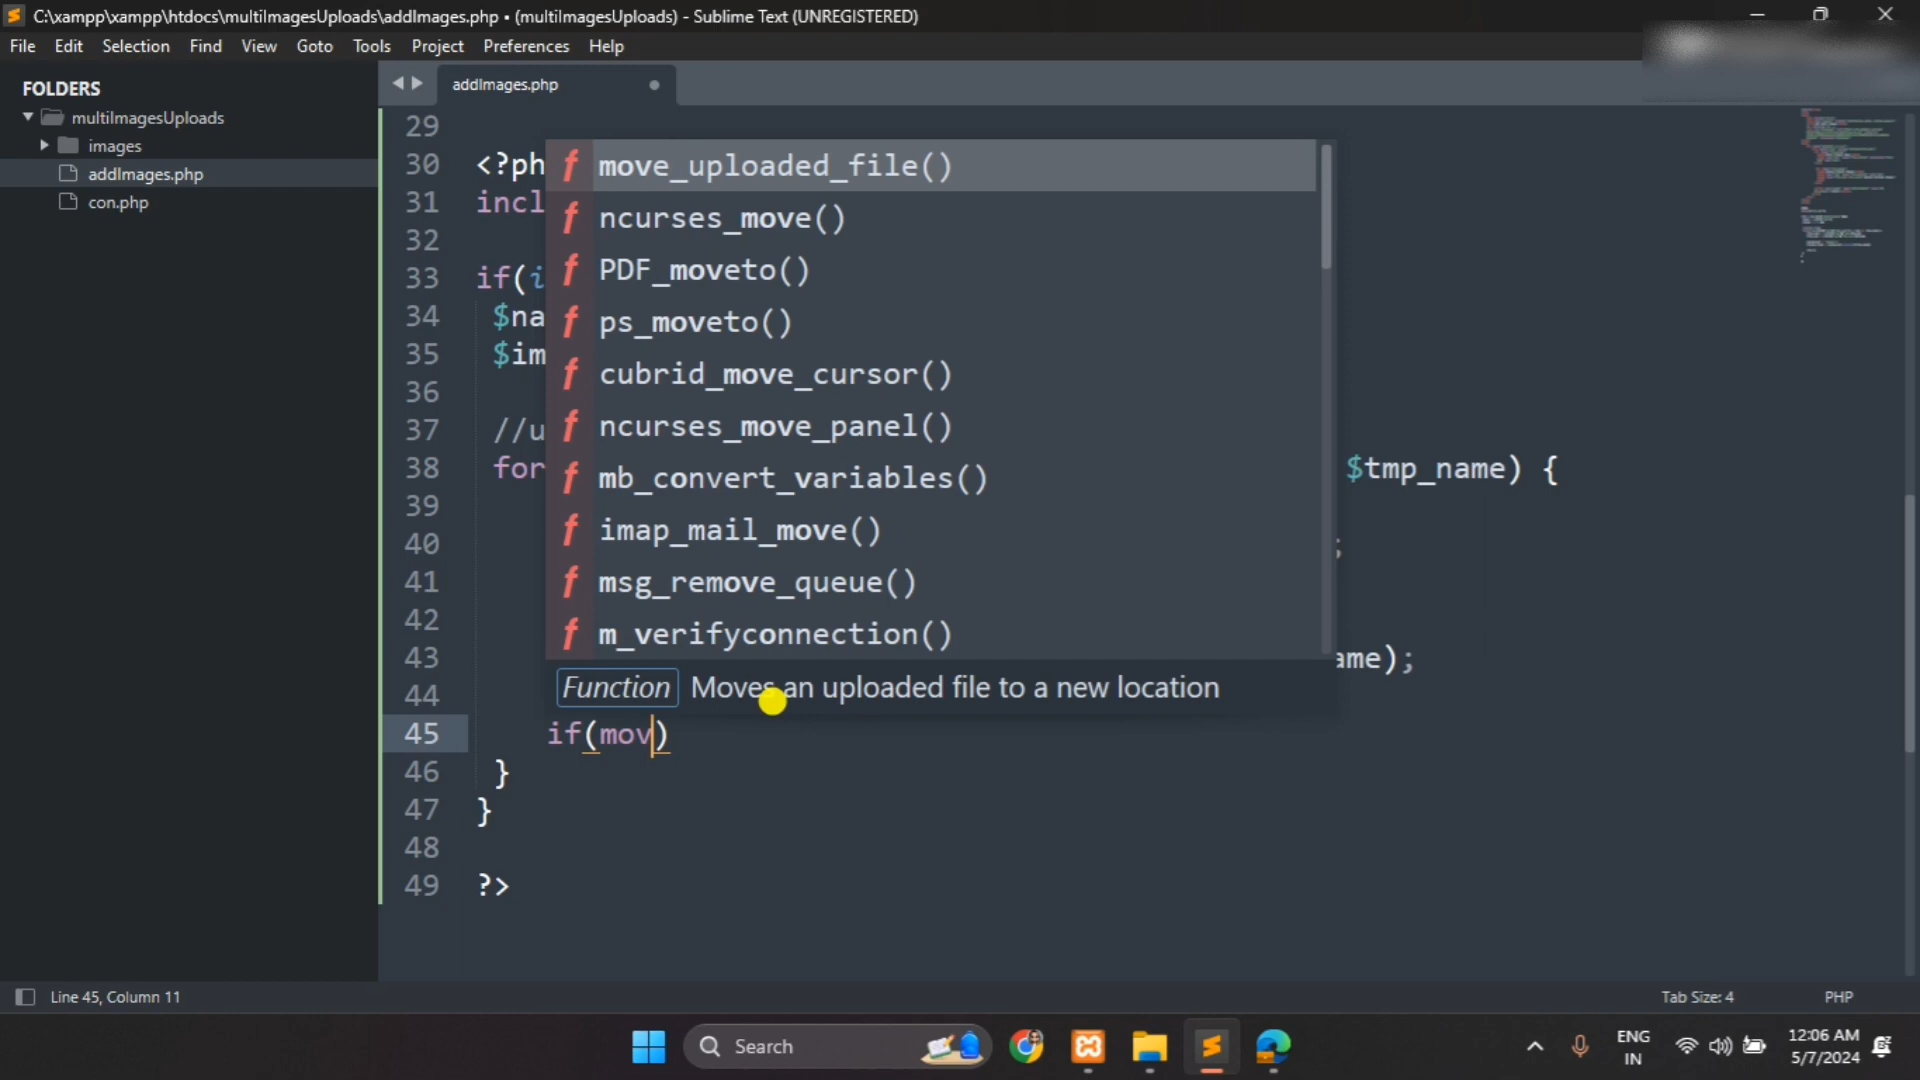 C:\xampp\xampp\htdocs\multiImagesUploads\addImages.php • (multiImagesUploads) - Sublime Text (UNREGISTERED)
File Edit Selection Find View Goto Tools Project Preferences Help
FOLDERS
multiImagesUploads
images
addImages.php
con.php
addImages.php
29
30 <?ph
31 incl
32
33 if(i
34 $na
35 $im
36
37 //u
38 for $tmp_name) {
39
40 ;
41
42
43 ame);
44
45 if(mov)
46 }
47 }
48
49 ?>
f move_uploaded_file()
f ncurses_move()
f PDF_moveto()
f ps_moveto()
f cubrid_move_cursor()
f ncurses_move_panel()
f mb_convert_variables()
f imap_mail_move()
f msg_remove_queue()
f m_verifyconnection()
Function Moves an uploaded file to a new location
Line 45, Column 11 Tab Size: 4 PHP
Search
ENG
IN
12:06 AM
5/7/2024